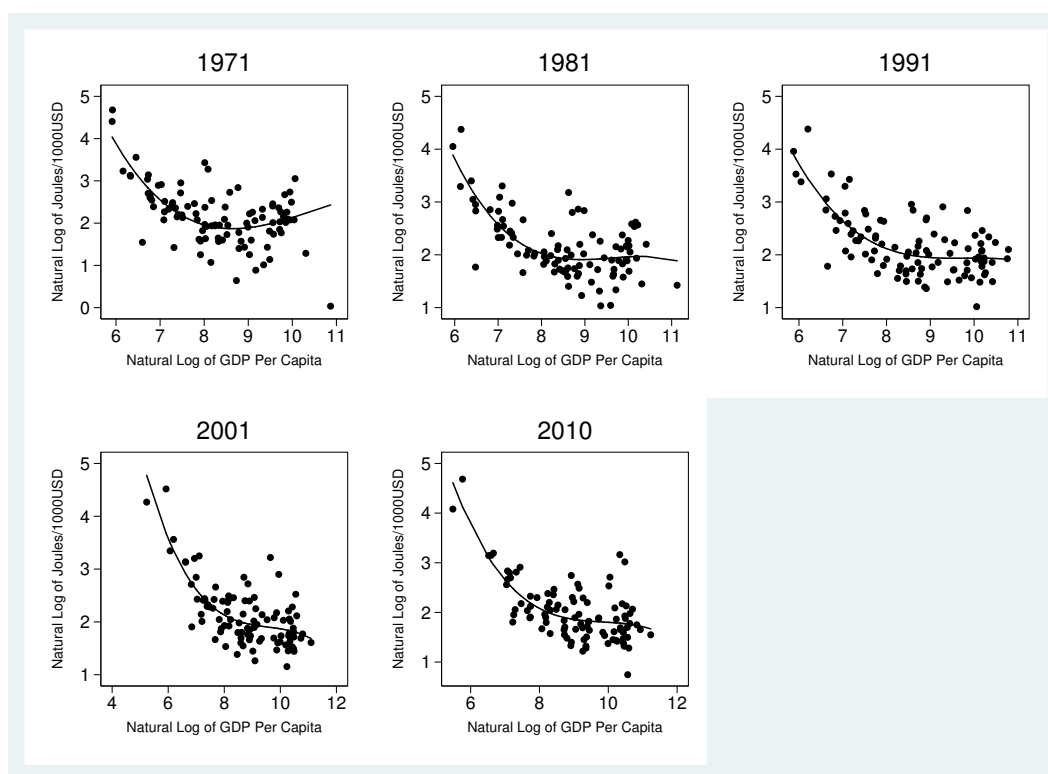 1971
Natural Log of Joules/1000USD
5
4
3
2
1
0
6 7 8 9 10 11
Natural Log of GDP Per Capita
1981
Natural Log of Joules/1000USD
5
4
3
2
1
6 7 8 9 10 11
Natural Log of GDP Per Capita
1991
Natural Log of Joules/1000USD
5
4
3
2
1
6 7 8 9 10 11
Natural Log of GDP Per Capita
2001
Natural Log of Joules/1000USD
5
4
3
2
1
4 6 8 10 12
Natural Log of GDP Per Capita
2010
Natural Log of Joules/1000USD
5
4
3
2
1
6 8 10 12
Natural Log of GDP Per Capita